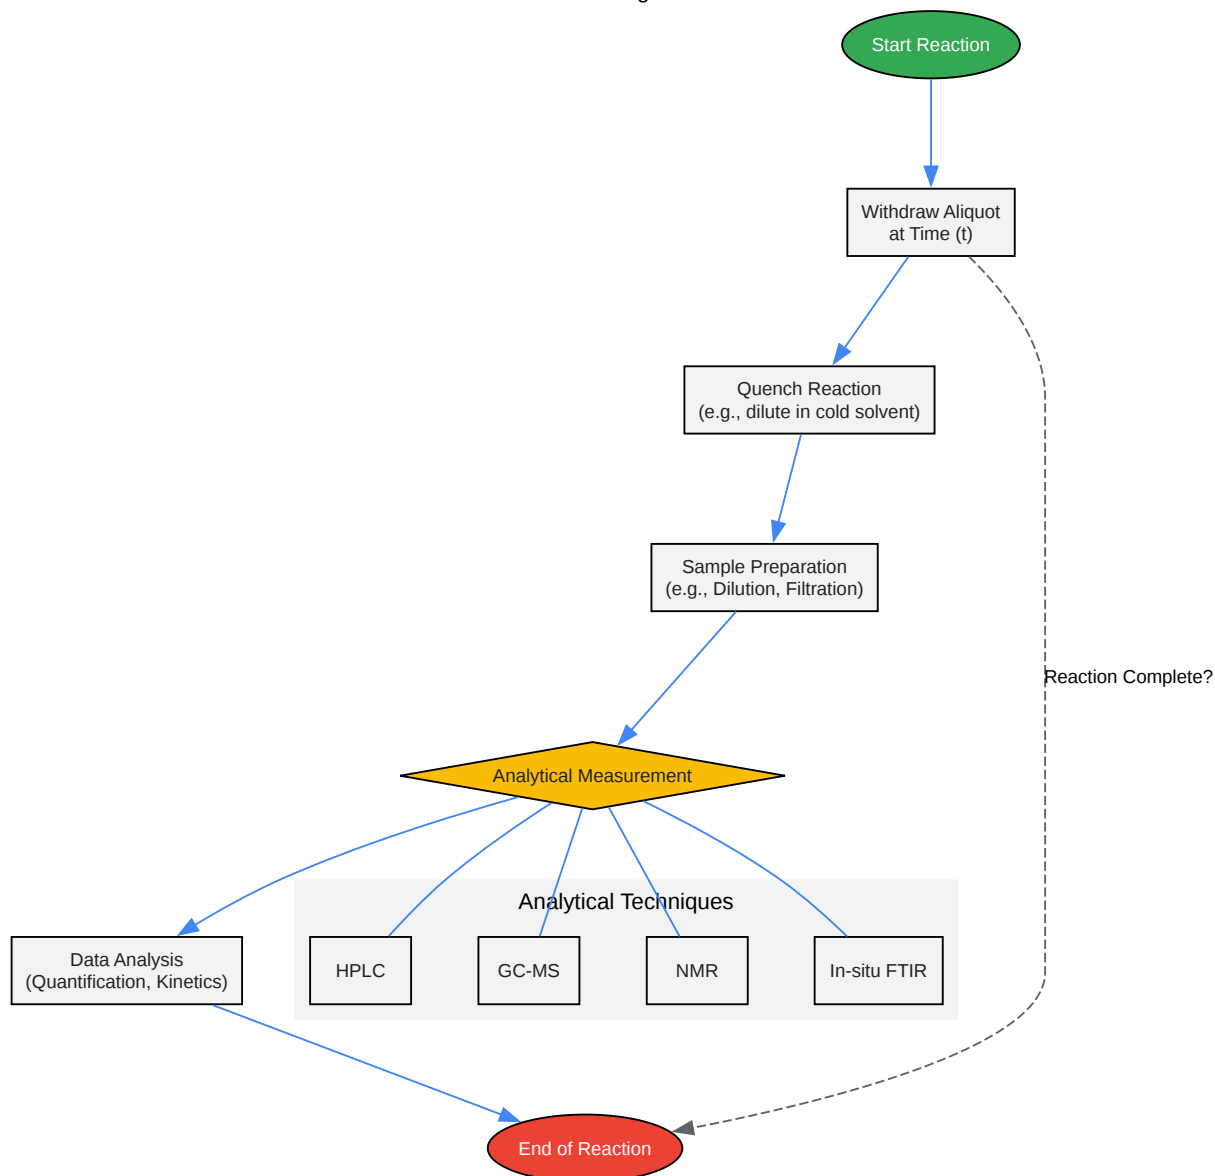 Start Reaction
Withdraw Aliquot
at Time (t)
Quench Reaction
(e.g., dilute in cold solvent)
Sample Preparation
(e.g., Dilution, Filtration)
Reaction Complete?
Analytical Measurement
Analytical Techniques
Data Analysis
(Quantification, Kinetics)
HPLC
GC-MS
NMR
In-situ FTIR
End of Reaction